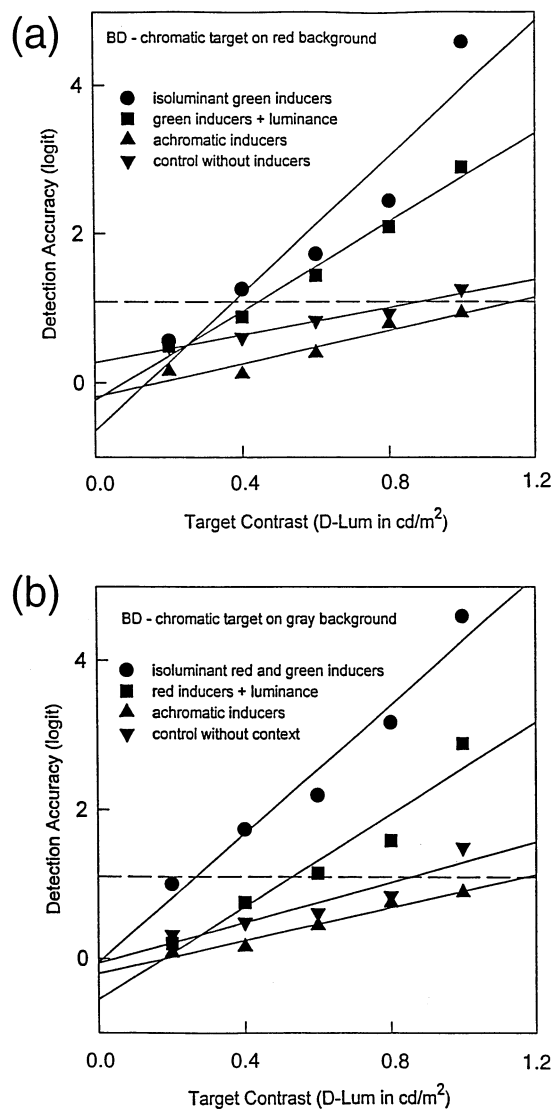 (a)
BD - chromatic target on red background
isoluminant green inducers
green inducers + luminance
achromatic inducers
control without inducers
Detection Accuracy (logit)
4
2
0
0.0 0.4 0.8 1.2
Target Contrast (D-Lum in cd/m²)
(b)
BD - chromatic target on gray background
isoluminant red and green inducers
red inducers + luminance
achromatic inducers
control without context
Detection Accuracy (logit)
4
2
0
0.0 0.4 0.8 1.2
Target Contrast (D-Lum in cd/m²)